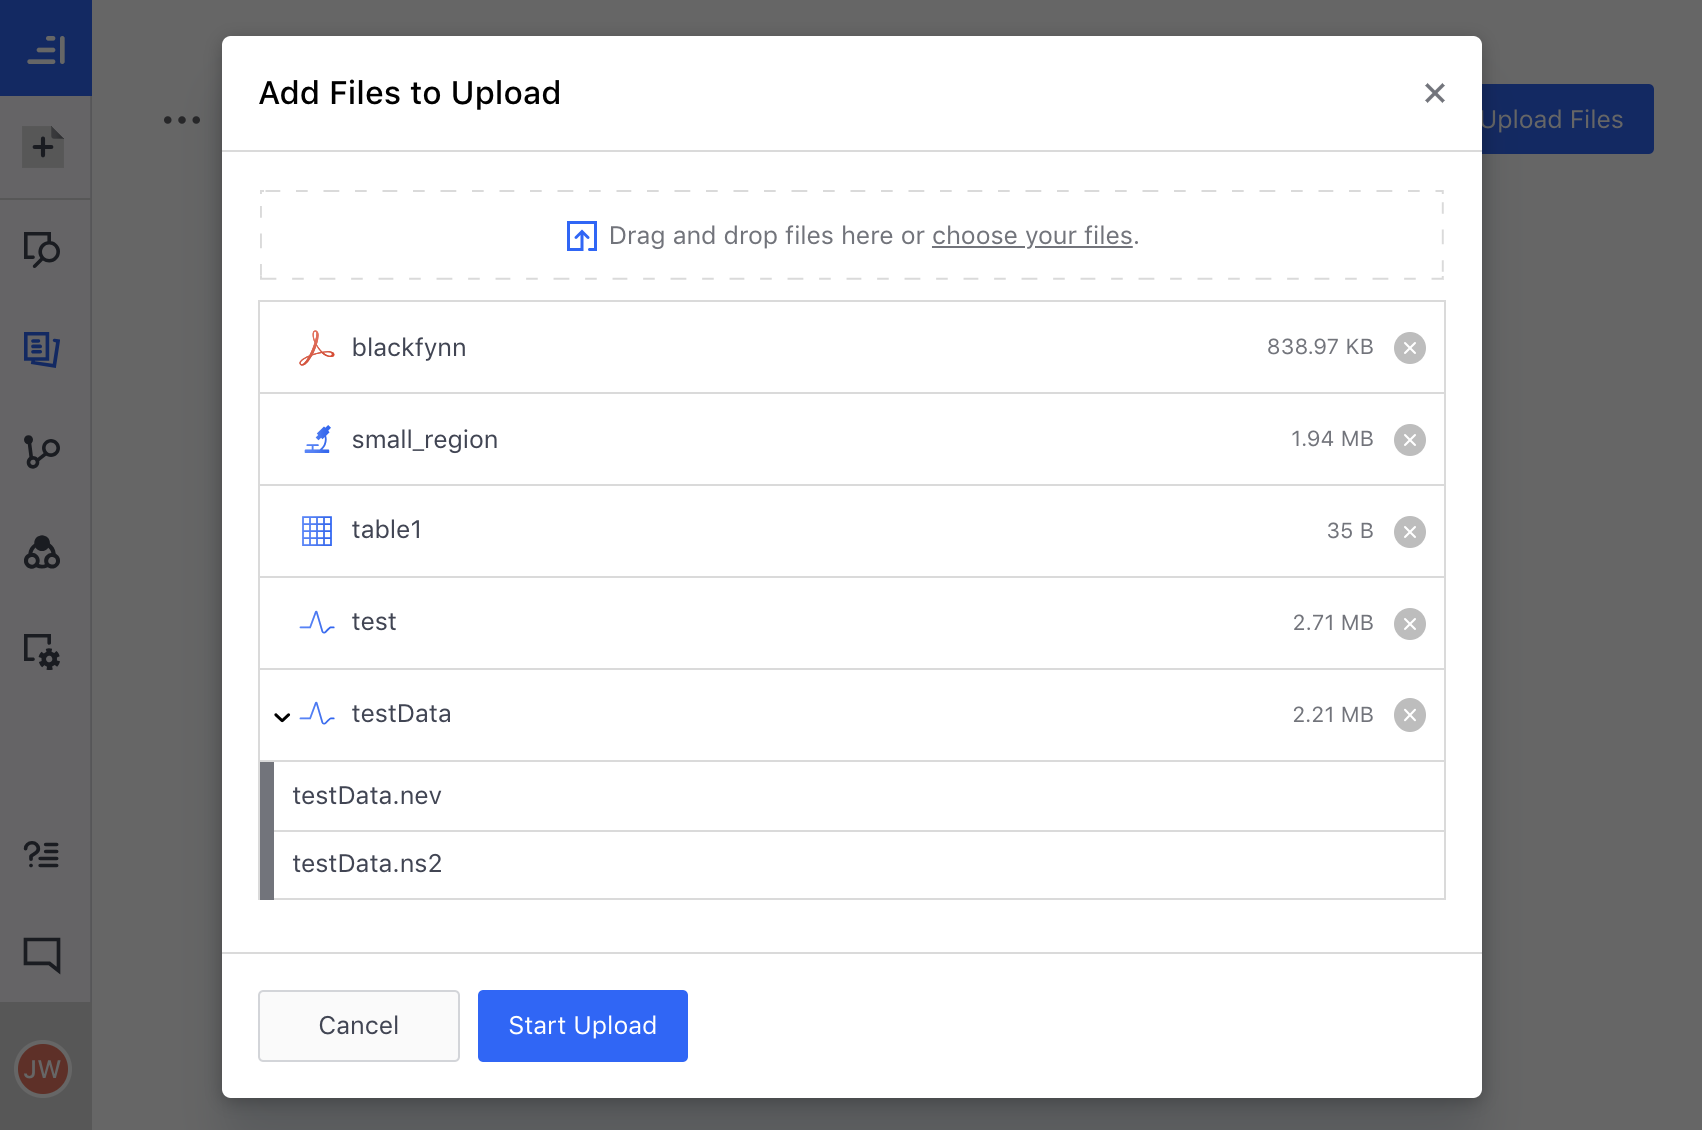 Add Files to Upload
Upload Files
Drag and drop files here or choose your files.
blackfynn 838.97 KB
small_region 1.94 MB
table1 35 B
test 2.71 MB
testData 2.21 MB
testData.nev
testData.ns2
Cancel Start Upload
JW